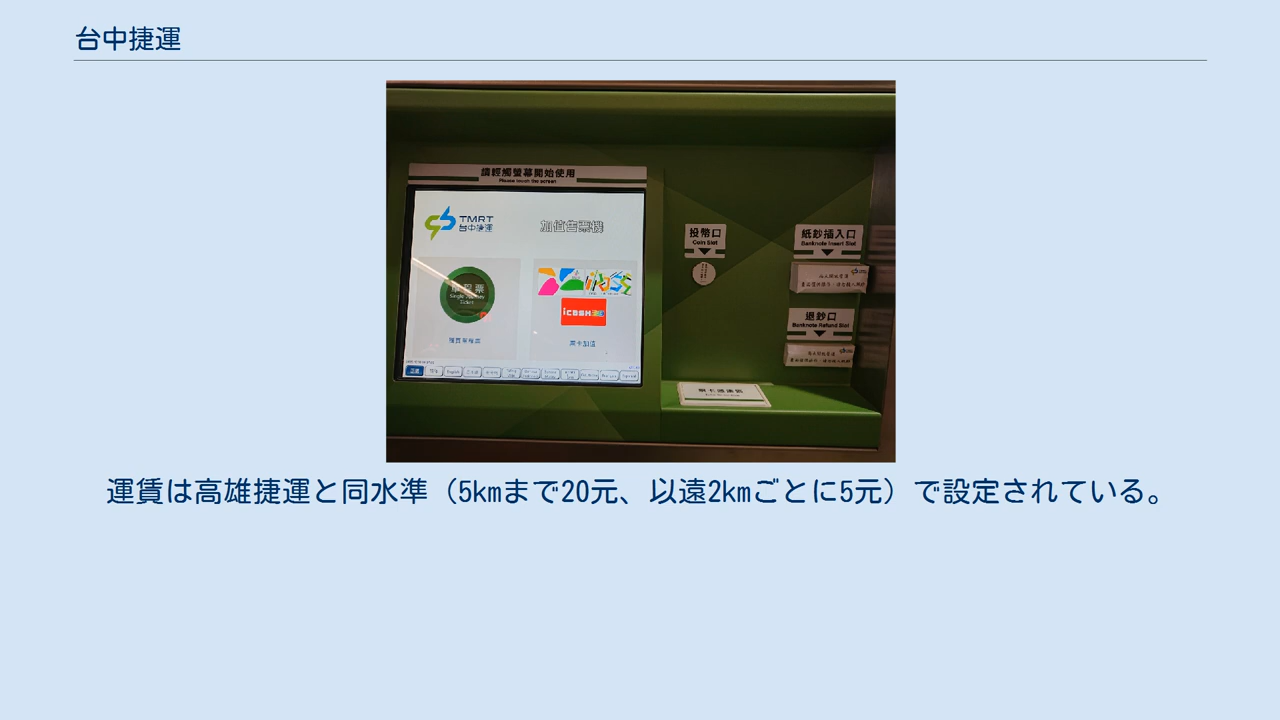 台中捷運
請輕觸螢幕開始使用
Please touch the screen
TMRT
台中捷運
加值售票機
單程票
Single Journey
Ticket
icash2.0
購買單程票
票卡加值
English
投幣口
Coin Slot
紙鈔插入口
Banknote Insert Slot
退鈔口
Banknote Refund Slot
運賃は高雄捷運と同水準（5kmまで20元、以遠2kmごとに5元）で設定されている。